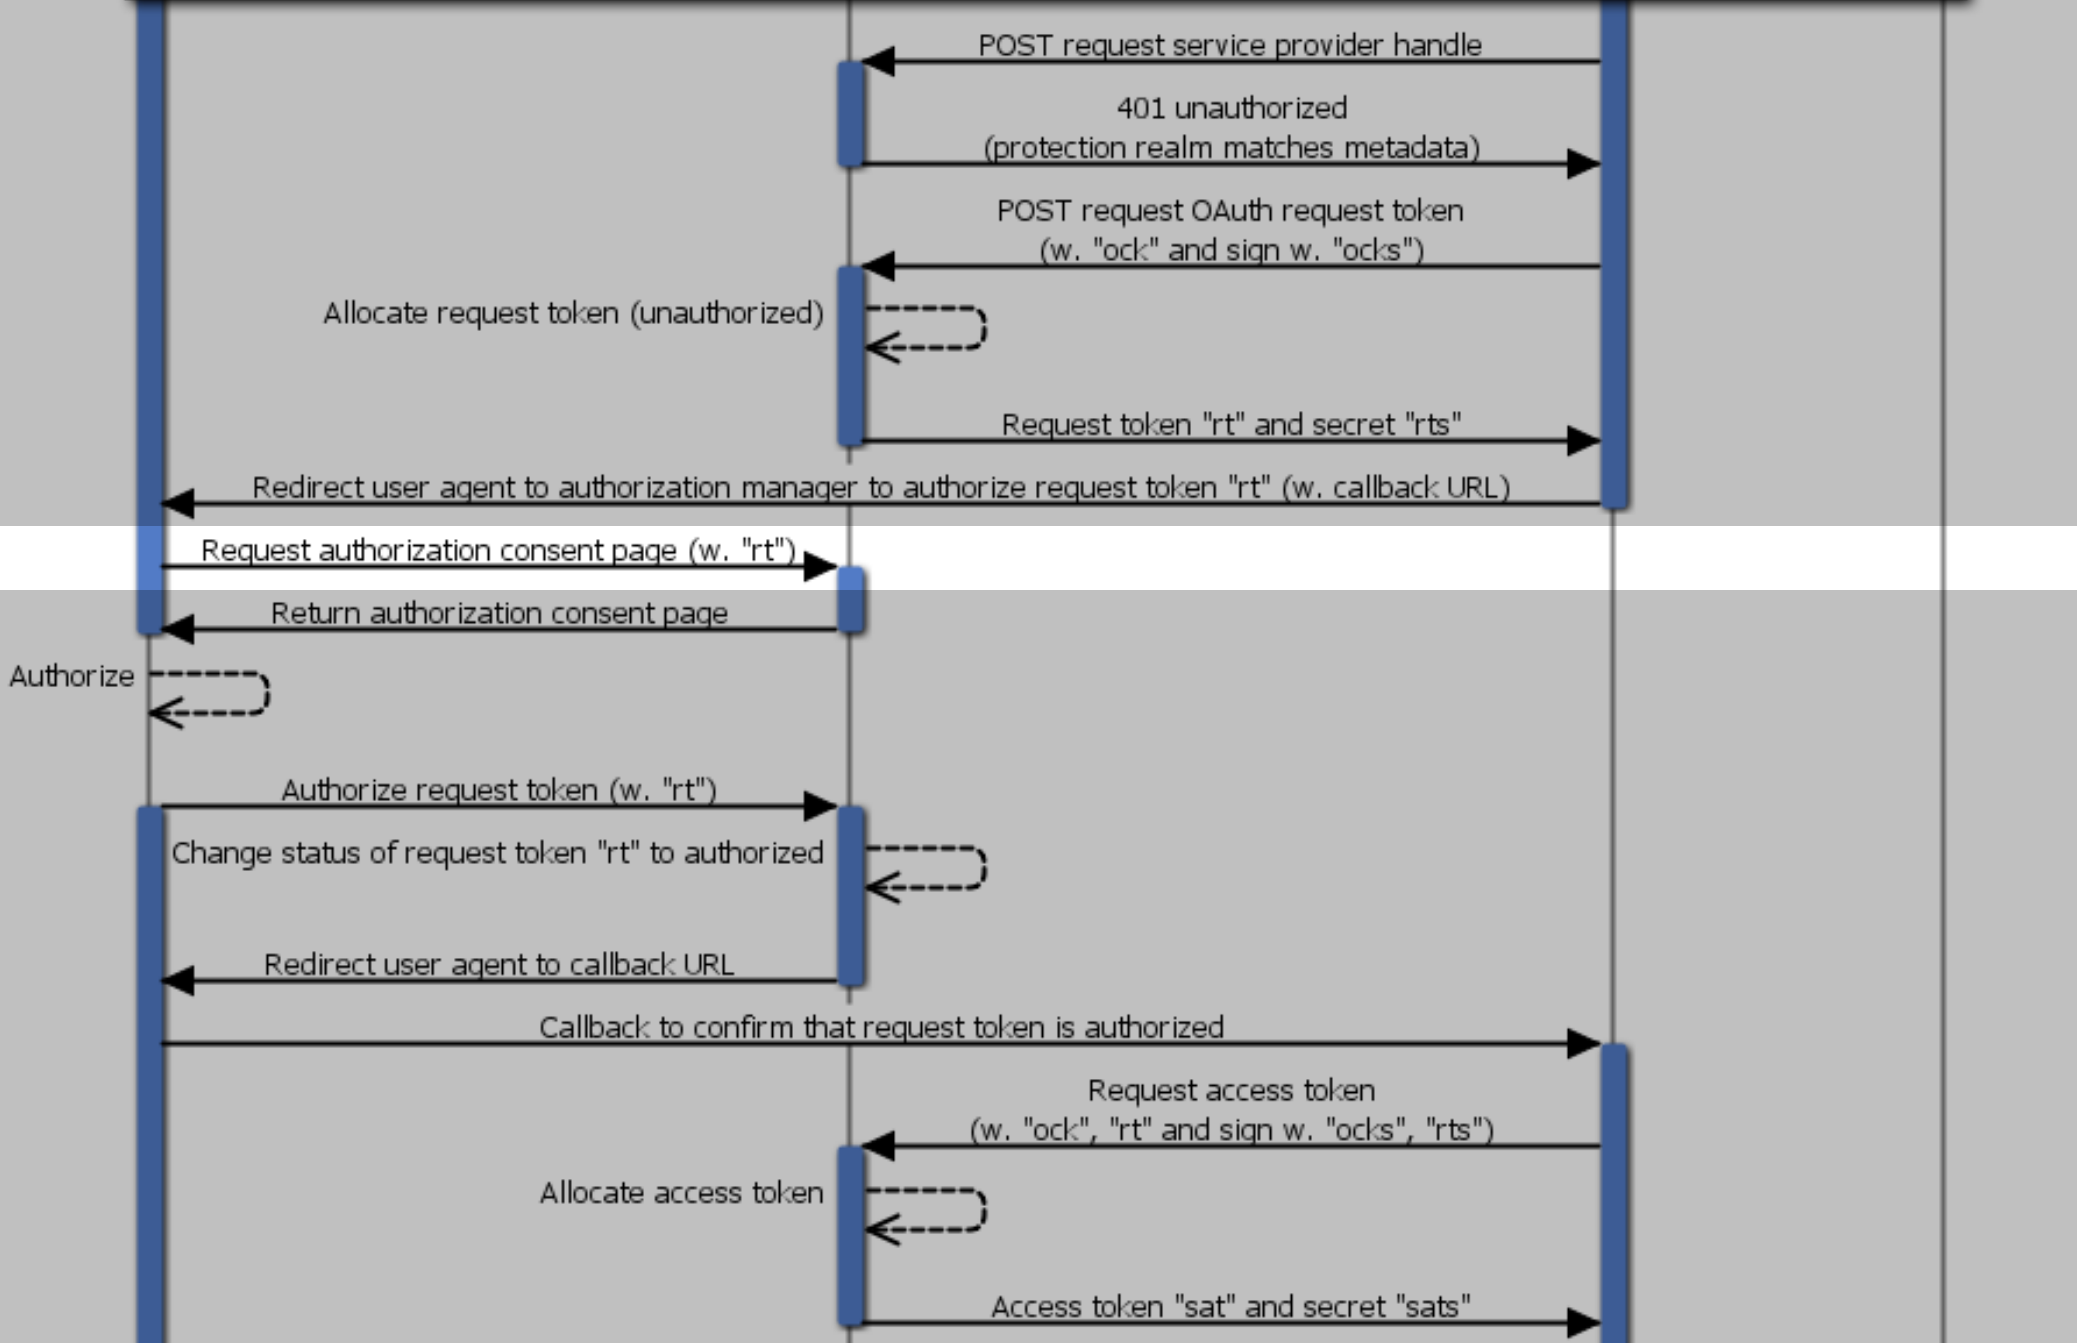 POST request service provider handle
401 unauthorized
(protection realm matches metadata)
POST request OAuth request token
(w. "ock" and sign w. "ocks")
Allocate request token (unauthorized)
Request token "rt" and secret "rts"
Redirect user agent to authorization manager to authorize request token "rt" (w. callback URL)
Request authorization consent page (w. "rt")
Return authorization consent page
Authorize
Authorize request token (w. "rt")
Change status of request token "rt" to authorized
Redirect user agent to callback URL
Callback to confirm that request token is authorized
Request access token
(w. "ock", "rt" and sign w. "ocks", "rts")
Allocate access token
Access token "sat" and secret "sats"